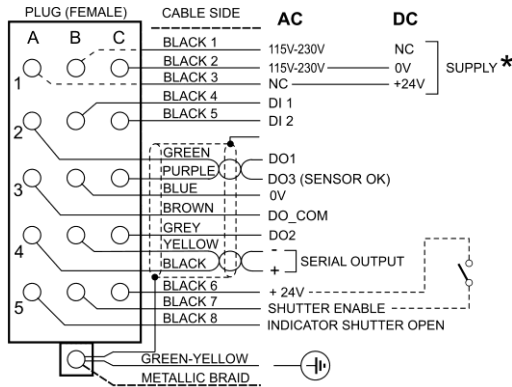 PLUG (FEMALE) CABLE SIDE AC DC
A B C
BLACK 1 115V-230V NC
BLACK 2 115V-230V 0V SUPPLY *
1 BLACK 3 NC +24V
BLACK 4 DI 1
BLACK 5 DI 2
2
GREEN DO1
PURPLE DO3 (SENSOR OK)
3 BLUE 0V
BROWN DO_COM
GREY DO2
4 YELLOW - SERIAL OUTPUT
BLACK +
BLACK 6 + 24V
5 BLACK 7 SHUTTER ENABLE
BLACK 8 INDICATOR SHUTTER OPEN
GREEN-YELLOW
METALLIC BRAID